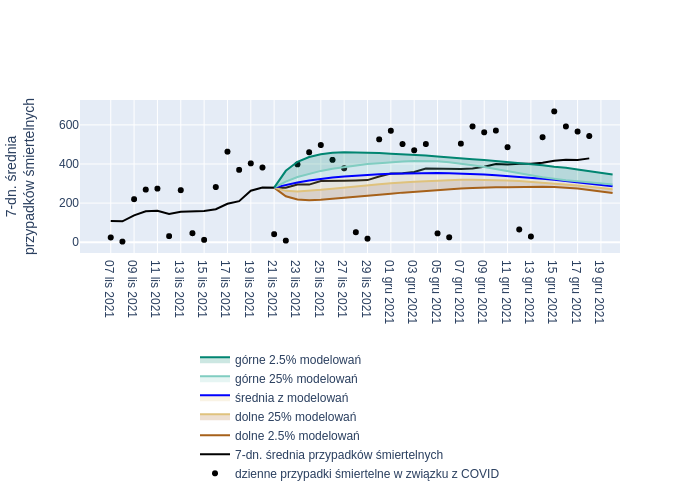 7-dn. średnia
przypadków śmiertelnych
600
400
200
0
07 lis 2021
09 lis 2021
11 lis 2021
13 lis 2021
15 lis 2021
17 lis 2021
19 lis 2021
21 lis 2021
23 lis 2021
25 lis 2021
27 lis 2021
29 lis 2021
01 gru 2021
03 gru 2021
05 gru 2021
07 gru 2021
09 gru 2021
11 gru 2021
13 gru 2021
15 gru 2021
17 gru 2021
19 gru 2021
górne 2.5% modelowań
górne 25% modelowań
średnia z modelowań
dolne 25% modelowań
dolne 2.5% modelowań
7-dn. średnia przypadków śmiertelnych
dzienne przypadki śmiertelne w związku z COVID